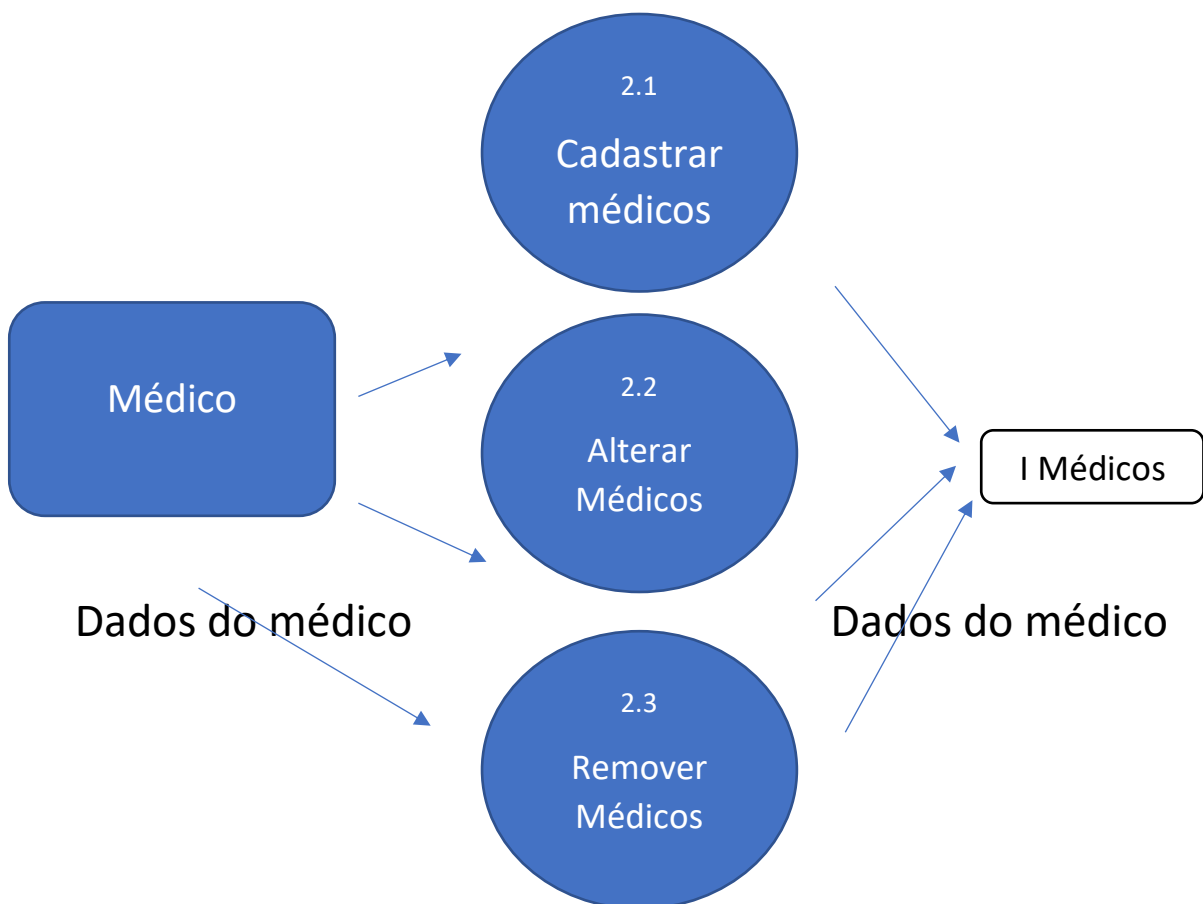 2.1
Cadastrar
médicos
Médico
2.2
Alterar
Médicos
I Médicos
Dados do médico
Dados do médico
2.3
Remover
Médicos